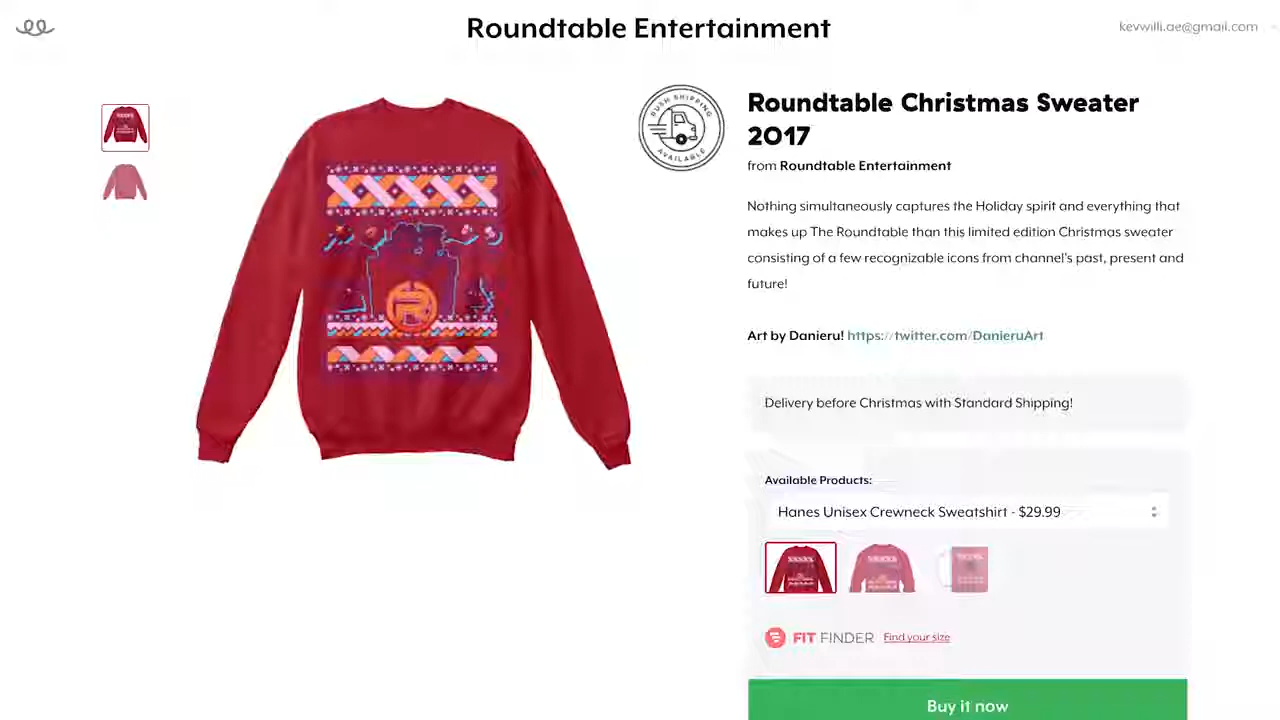 Roundtable Entertainment
kevwilli.ae@gmail.com
RUSH SHIPPING
AVAILABLE
Roundtable Christmas Sweater
2017
from Roundtable Entertainment
Nothing simultaneously captures the Holiday spirit and everything that
makes up The Roundtable than this limited edition Christmas sweater
consisting of a few recognizable icons from channel's past, present and
future!
Art by Danieru! https://twitter.com/DanieruArt
Delivery before Christmas with Standard Shipping!
Available Products:
Hanes Unisex Crewneck Sweatshirt - $29.99
FIT FINDER Find your size
Buy it now